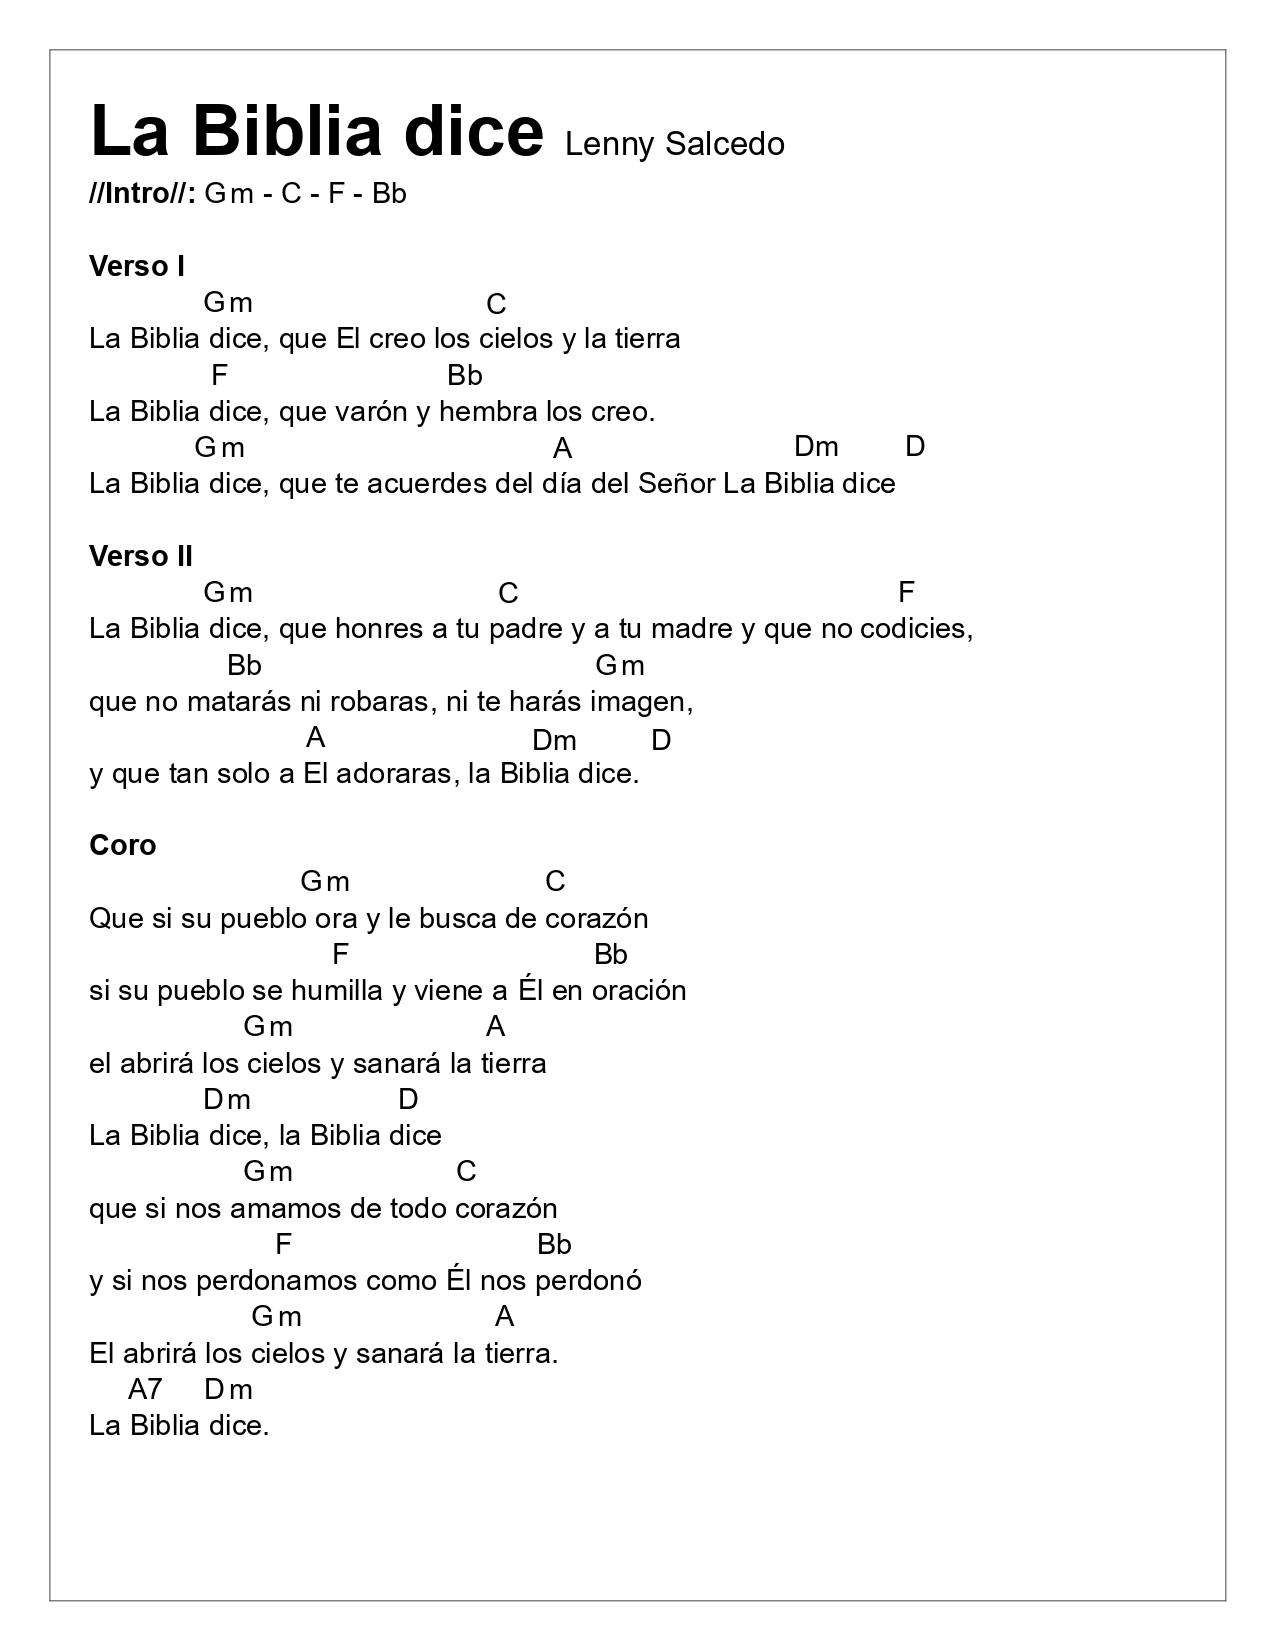 La Biblia dice Lenny Salcedo
//Intro//: Gm - C - F - Bb
Verso I
Gm C
La Biblia dice, que El creo los cielos y la tierra
F Bb
La Biblia dice, que varón y hembra los creo.
Gm A Dm D
La Biblia dice, que te acuerdes del día del Señor La Biblia dice
Verso II
Gm C F
La Biblia dice, que honres a tu padre y a tu madre y que no codicies,
Bb Gm
que no matarás ni robaras, ni te harás imagen,
A Dm D
y que tan solo a El adoraras, la Biblia dice.
Coro
Gm C
Que si su pueblo ora y le busca de corazón
F Bb
si su pueblo se humilla y viene a Él en oración
Gm A
el abrirá los cielos y sanará la tierra
Dm D
La Biblia dice, la Biblia dice
Gm C
que si nos amamos de todo corazón
F Bb
y si nos perdonamos como Él nos perdonó
Gm A
El abrirá los cielos y sanará la tierra.
A7 Dm
La Biblia dice.